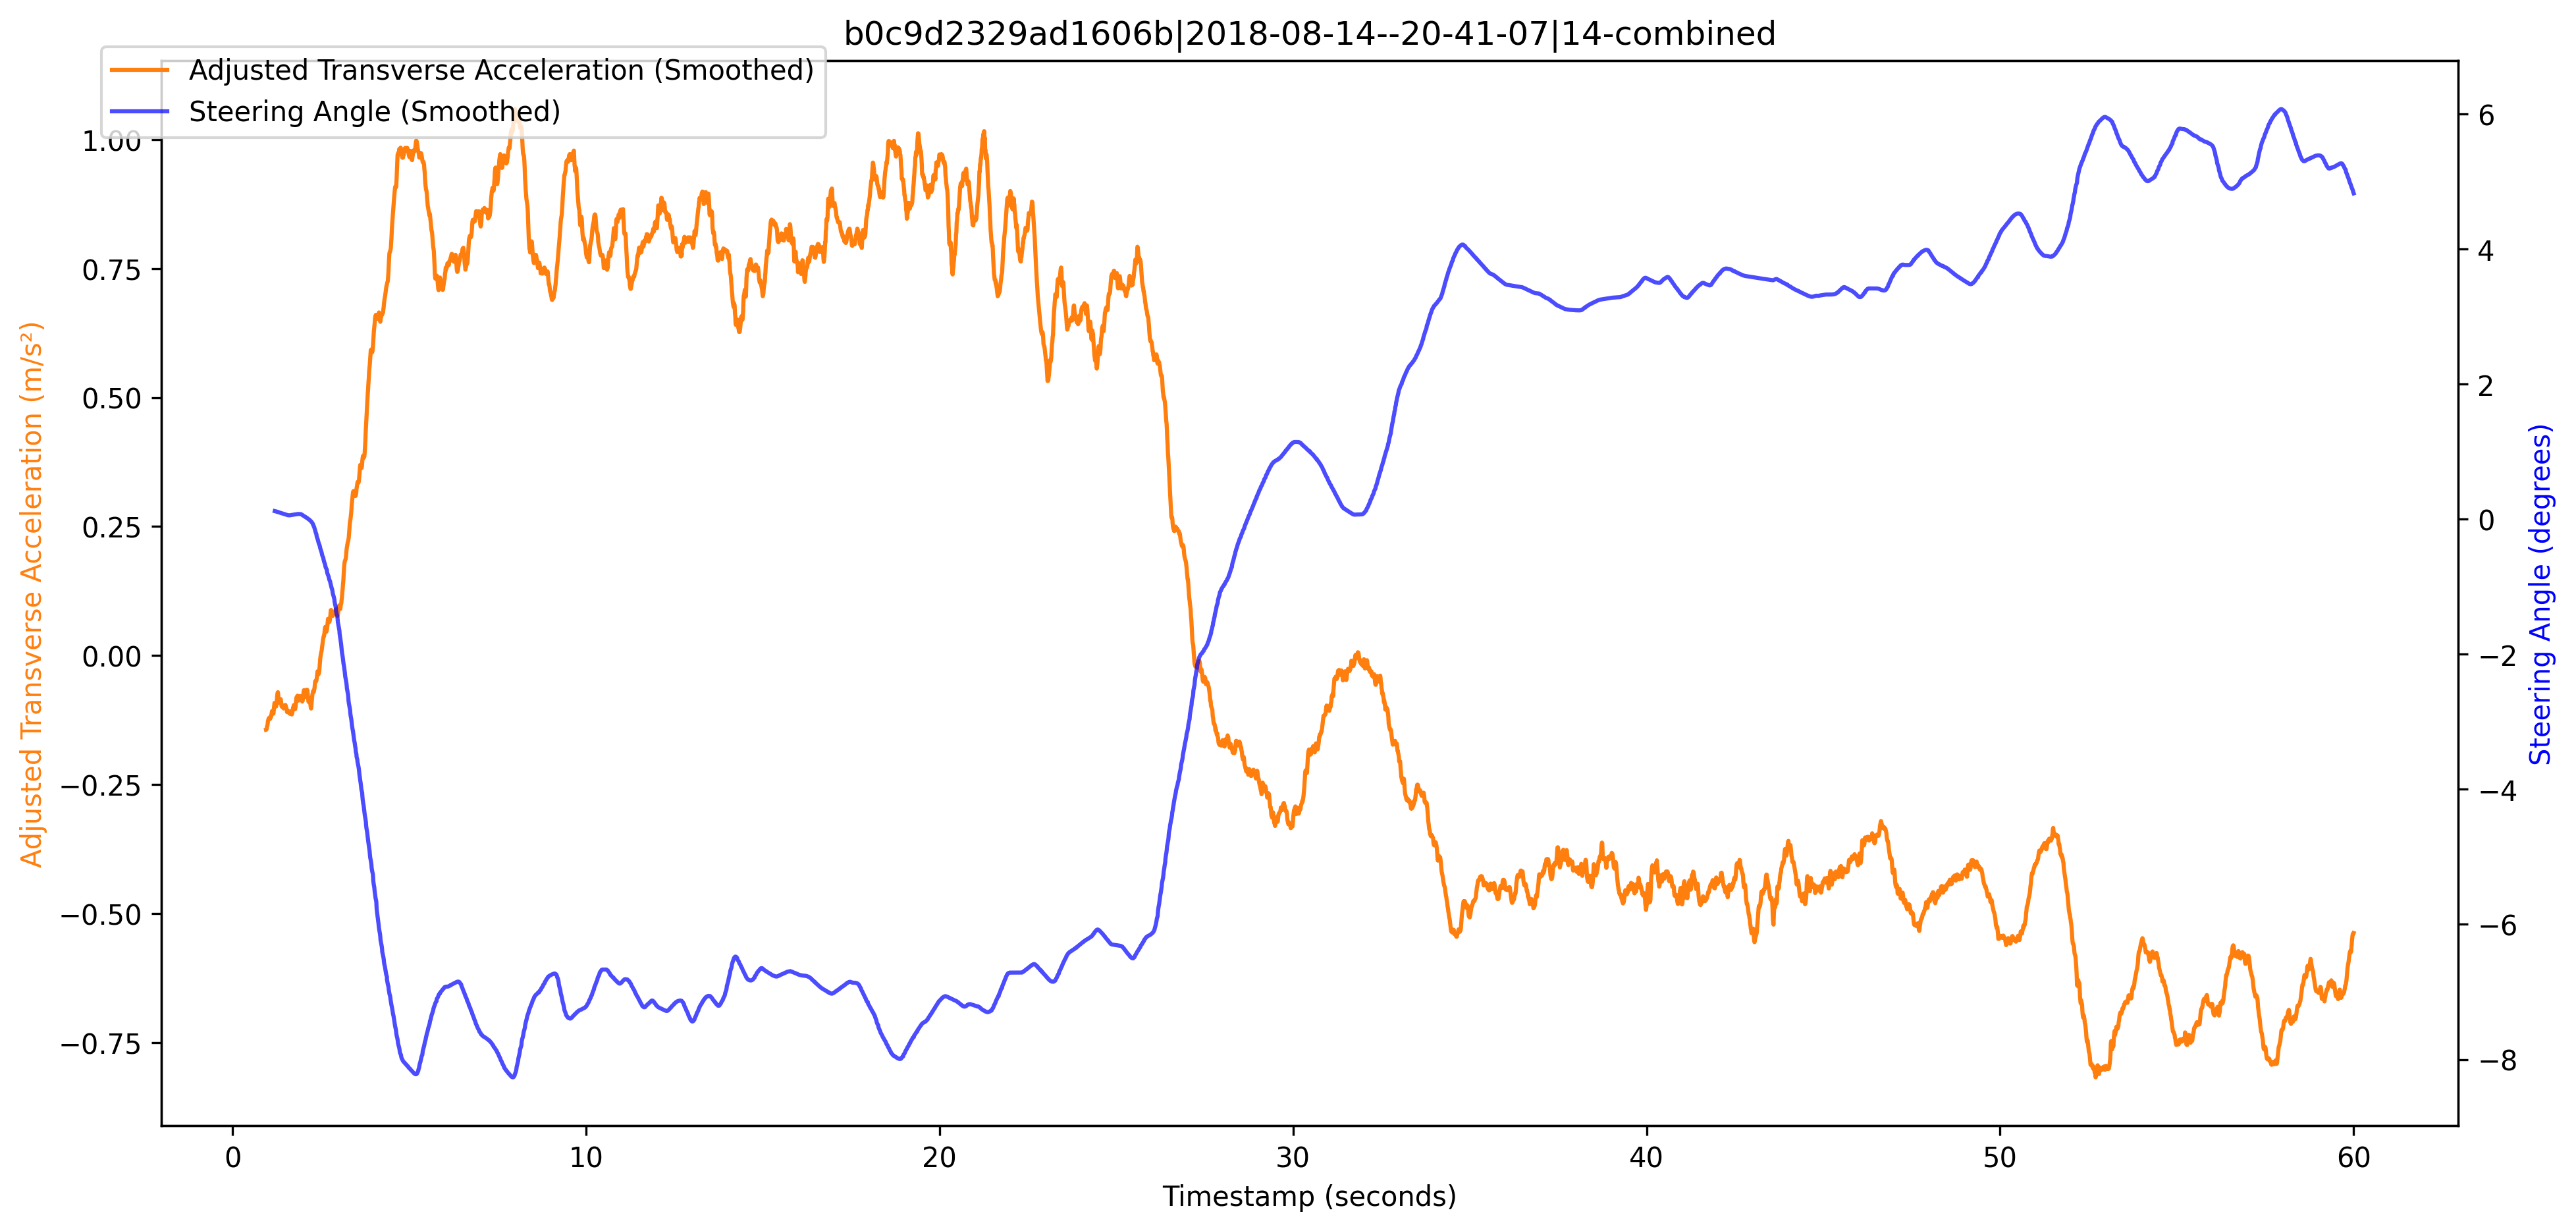 b0c9d2329ad1606b|2018-08-14--20-41-07|14-combined
Adjusted Transverse Acceleration (Smoothed)
Steering Angle (Smoothed)
Adjusted Transverse Acceleration (m/s²)
1.00
0.75
0.50
0.25
0.00
−0.25
−0.50
−0.75
6
4
2
0
−2
−4
−6
−8
Steering Angle (degrees)
0 10 20 30 40 50 60
Timestamp (seconds)